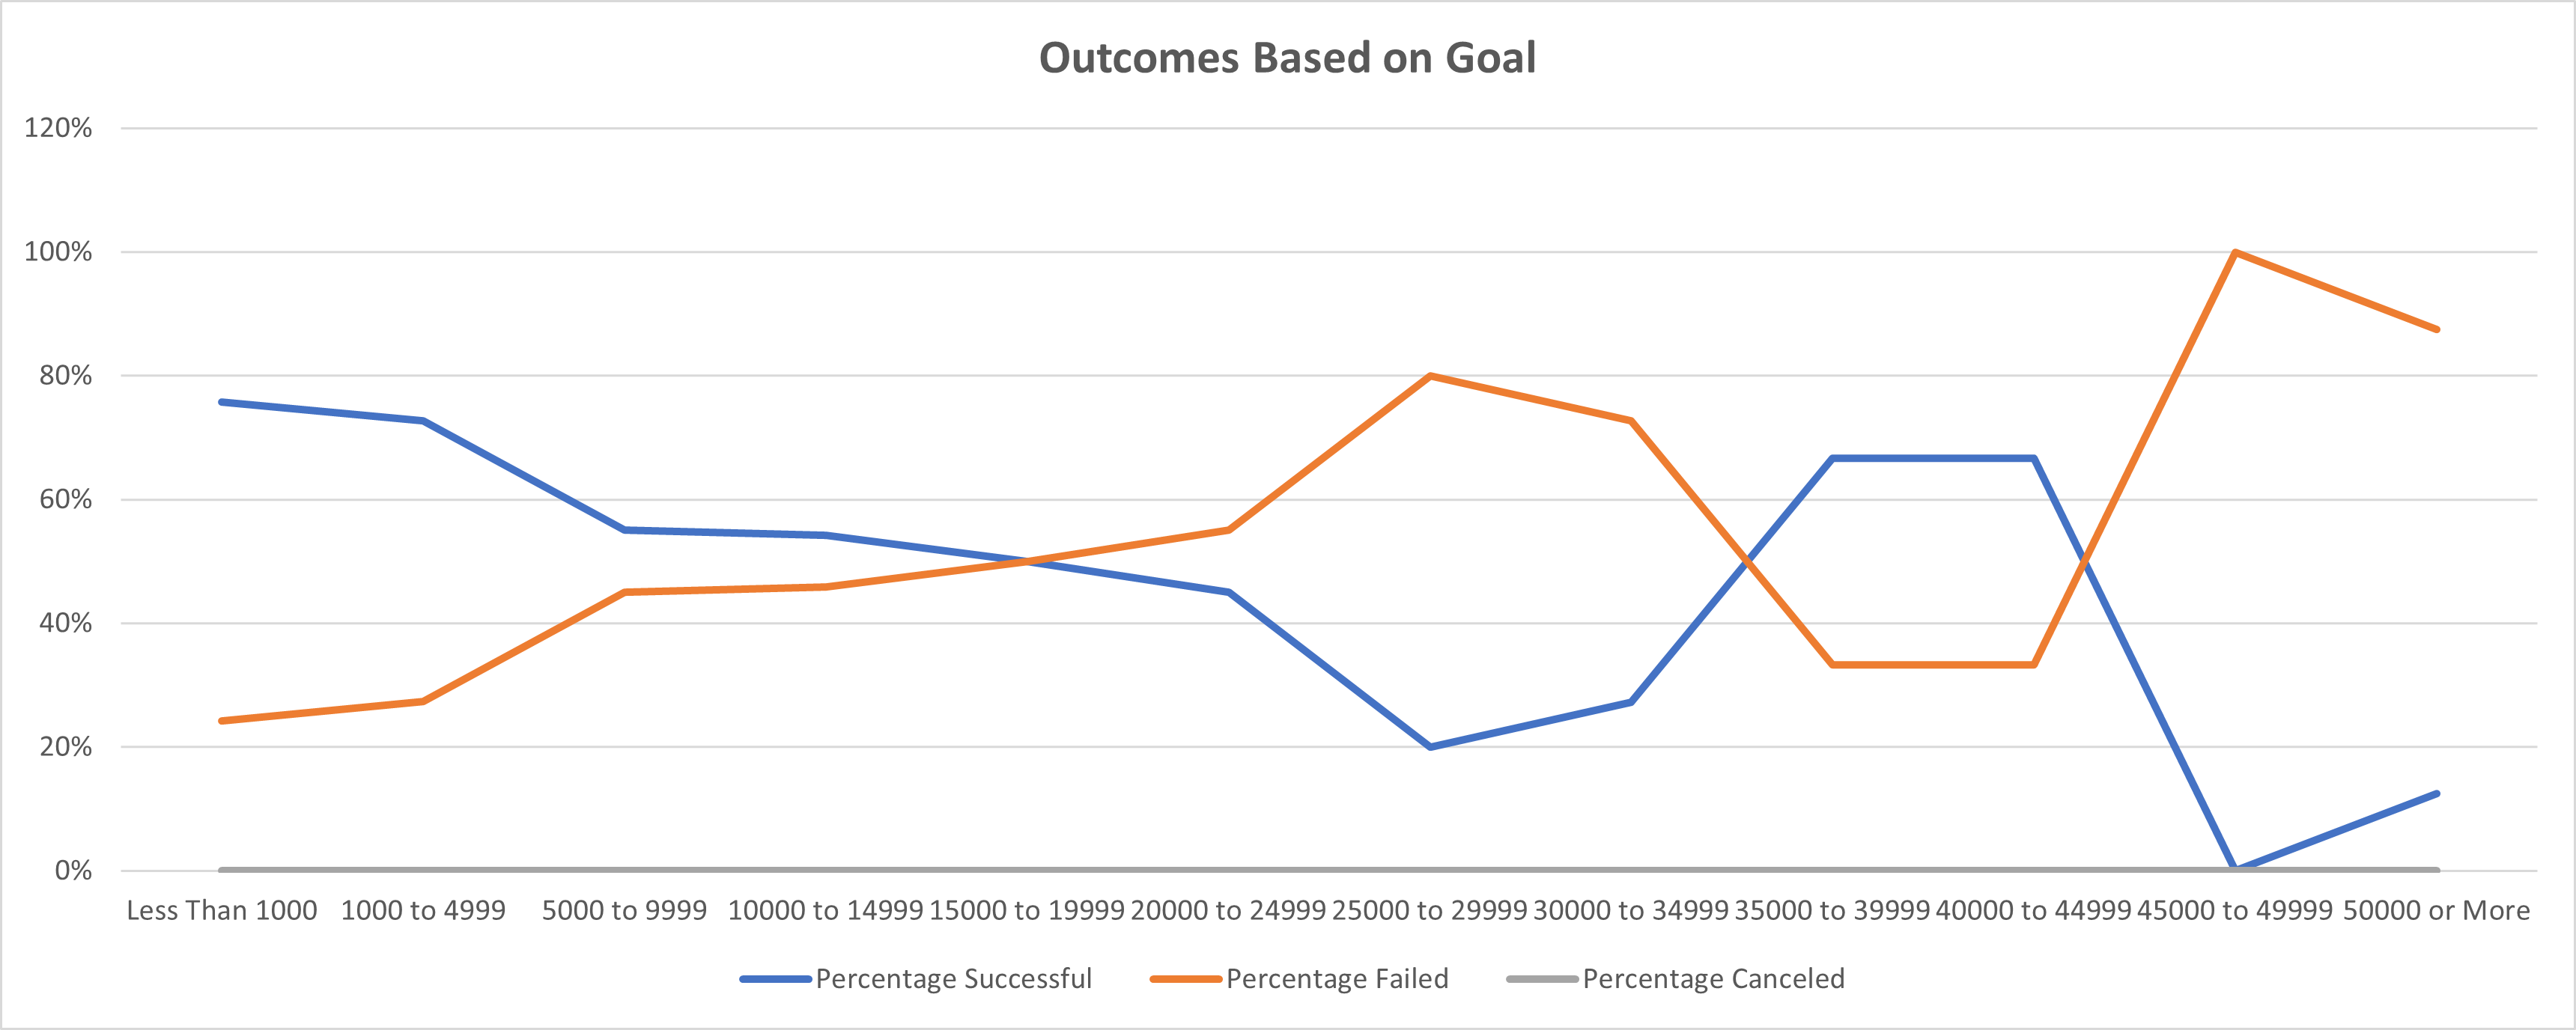 Outcomes Based on Goal
120%
100%
80%
60%
40%
20%
0%
Less Than 1000 1000 to 4999 5000 to 9999 10000 to 14999 15000 to 19999 20000 to 24999 25000 to 29999 30000 to 34999 35000 to 39999 40000 to 44999 45000 to 49999 50000 or More
Percentage Successful Percentage Failed Percentage Canceled